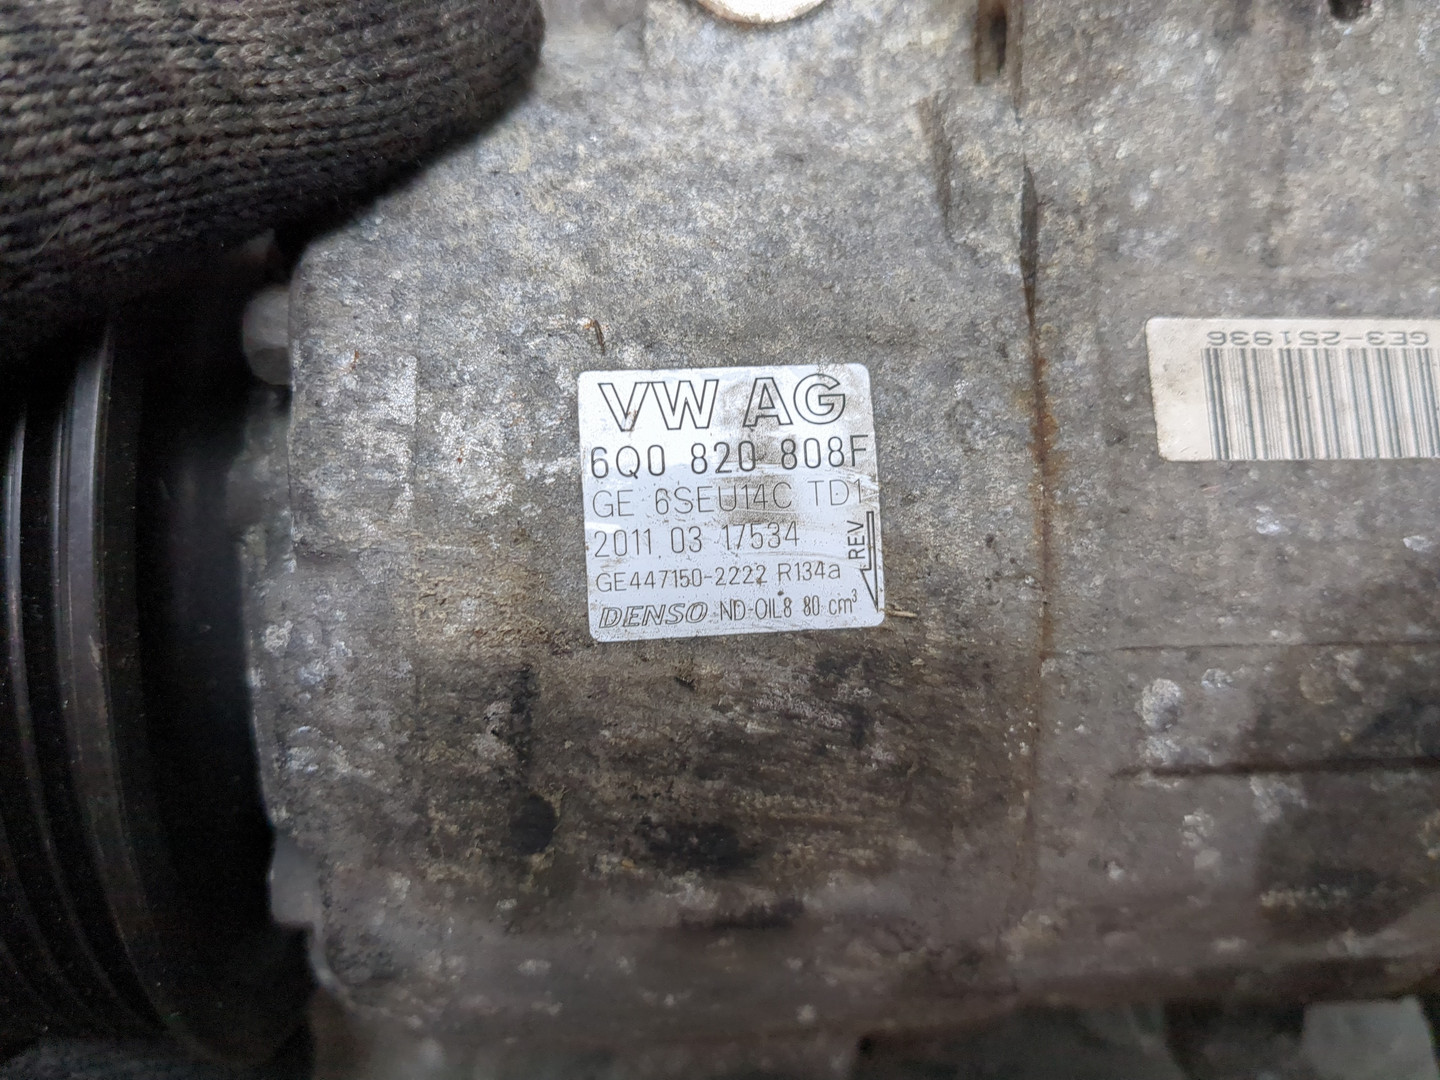 VW AG
6Q0 820 808F
GE 6SEU14C TD1
2011 03 17534
REV
GE447150-2222 R134a
DENSO ND-OIL8 80 cm³
GE3-251936